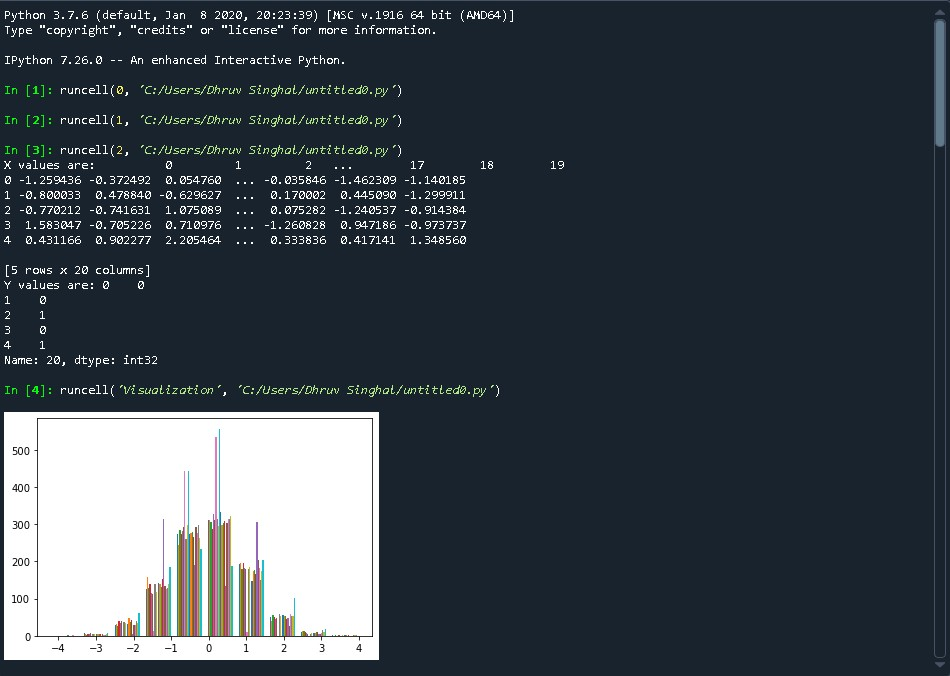 Python 3.7.6 (default, Jan  8 2020, 20:23:39) [MSC v.1916 64 bit (AMD64)]
Type "copyright", "credits" or "license" for more information.
IPython 7.26.0 -- An enhanced Interactive Python.
In [1]: runcell(0, 'C:/Users/Dhruv Singhal/untitled0.py')
In [2]: runcell(1, 'C:/Users/Dhruv Singhal/untitled0.py')
In [3]: runcell(2, 'C:/Users/Dhruv Singhal/untitled0.py')
X values are:          0         1         2   ...        17        18        19
0 -1.259436 -0.372492  0.054760  ... -0.035846 -1.462309 -1.140185
1 -0.800033  0.478840 -0.629627  ...  0.170002  0.445090 -1.299911
2 -0.770212 -0.741631  1.075089  ...  0.075282 -1.240537 -0.914384
3  1.583047 -0.705226  0.710976  ... -1.260828  0.947186 -0.973737
4  0.431166  0.902277  2.205464  ...  0.333836  0.417141  1.348560
[5 rows x 20 columns]
Y values are: 0    0
1    0
2    1
3    0
4    1
Name: 20, dtype: int32
In [4]: runcell('Visualization', 'C:/Users/Dhruv Singhal/untitled0.py')
500
400
300
200
100
0
−4 −3 −2 −1 0 1 2 3 4